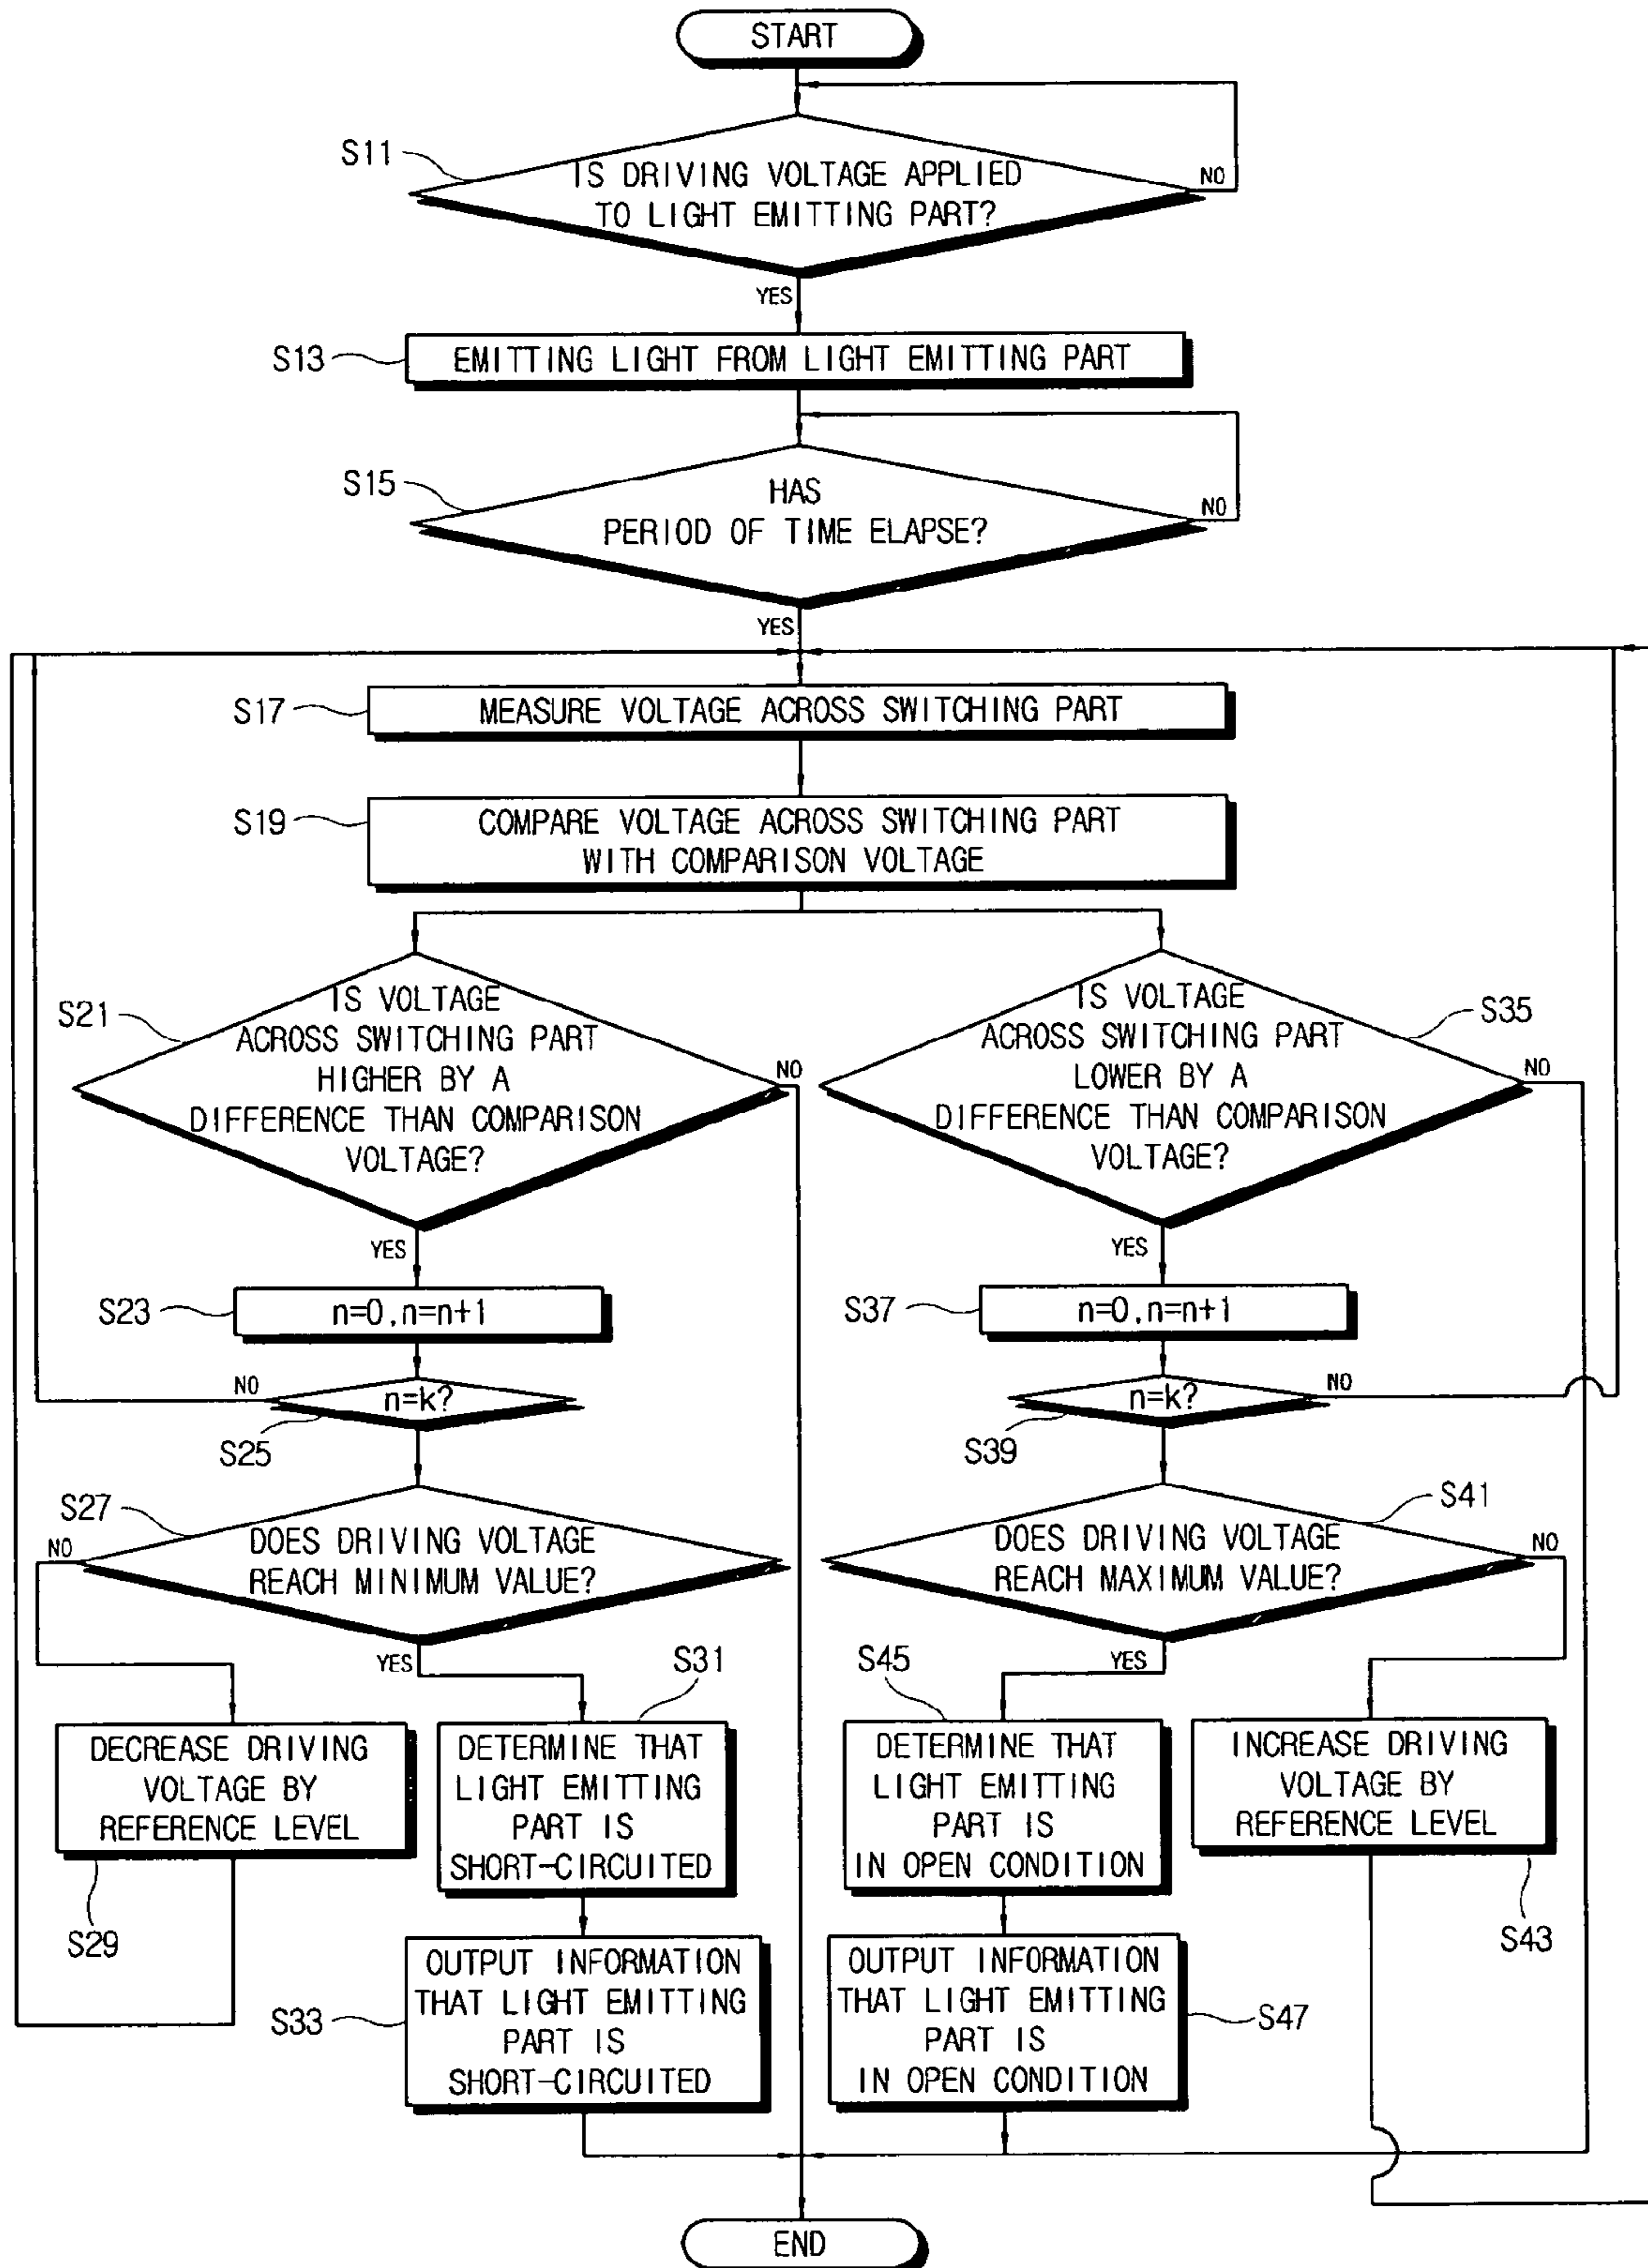 START
S11
IS DRIVING VOLTAGE APPLIED
TO LIGHT EMITTING PART?
NO
YES
S13
EMITTING LIGHT FROM LIGHT EMITTING PART
S15
HAS
PERIOD OF TIME ELAPSE?
NO
YES
S17
MEASURE VOLTAGE ACROSS SWITCHING PART
S19
COMPARE VOLTAGE ACROSS SWITCHING PART
WITH COMPARISON VOLTAGE
S21
IS VOLTAGE
ACROSS SWITCHING PART
HIGHER BY A
DIFFERENCE THAN COMPARISON
VOLTAGE?
NO
YES
S35
IS VOLTAGE
ACROSS SWITCHING PART
LOWER BY A
DIFFERENCE THAN COMPARISON
VOLTAGE?
NO
YES
S23
n=0,n=n+1
S37
n=0,n=n+1
NO
n=k?
S25
n=k?
NO
S39
S27
NO
DOES DRIVING VOLTAGE
REACH MINIMUM VALUE?
YES
S41
DOES DRIVING VOLTAGE
REACH MAXIMUM VALUE?
NO
YES
DECREASE DRIVING
VOLTAGE BY
REFERENCE LEVEL
S29
S31
DETERMINE THAT
LIGHT EMITTING
PART IS
SHORT-CIRCUITED
S45
DETERMINE THAT
LIGHT EMITTING
PART IS
IN OPEN CONDITION
INCREASE DRIVING
VOLTAGE BY
REFERENCE LEVEL
S43
S33
OUTPUT INFORMATION
THAT LIGHT EMITTING
PART IS
SHORT-CIRCUITED
OUTPUT INFORMATION
THAT LIGHT EMITTING
PART IS
IN OPEN CONDITION
S47
END